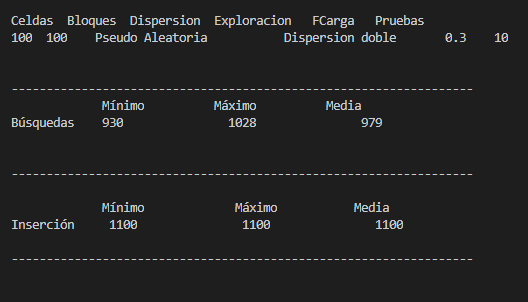 Celdas Bloques Dispersion Exploracion FCarga Pruebas
100 100 Pseudo Aleatoria Dispersion doble 0.3 10
------------------------------------------------------------------
Mínimo Máximo Media
Búsquedas 930 1028 979
------------------------------------------------------------------
Mínimo Máximo Media
Inserción 1100 1100 1100
------------------------------------------------------------------